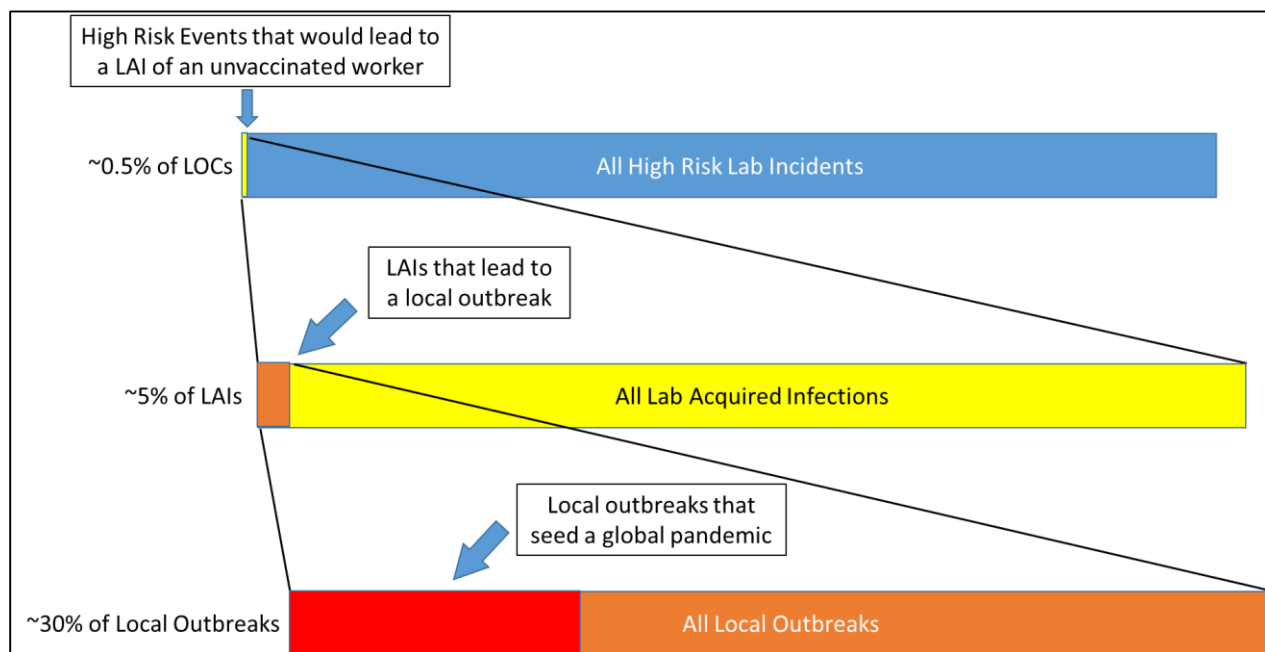 High Risk Events that would lead to
a LAI of an unvaccinated worker
~0.5% of LOCs
All High Risk Lab Incidents
LAIs that lead to
a local outbreak
~5% of LAIs
All Lab Acquired Infections
Local outbreaks that
seed a global pandemic
~30% of Local Outbreaks
All Local Outbreaks